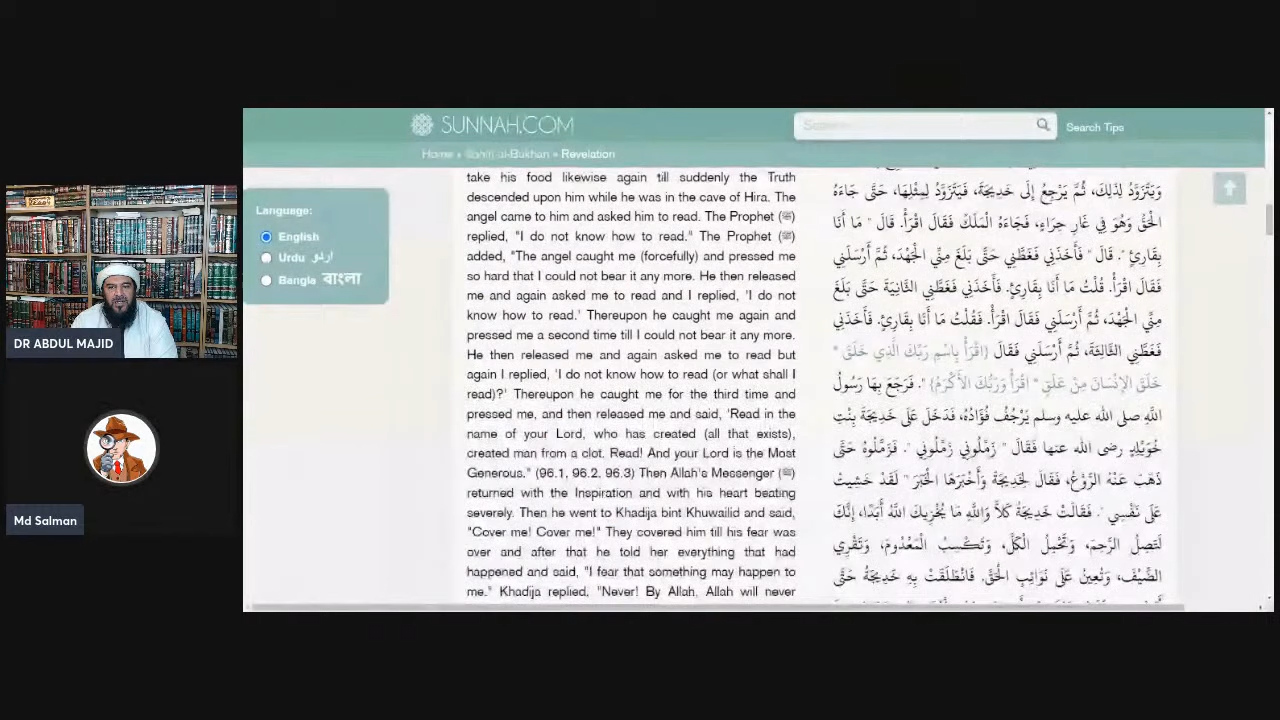 SUNNAH.COM
Search Tips
Home » Sahih al-Bukhari » Revelation
Language:
English
Urdu اردو
Bangla বাংলা
DR ABDUL MAJID
Md Salman
take his food likewise again till suddenly the Truth
descended upon him while he was in the cave of Hira. The
angel came to him and asked him to read. The Prophet (ﷺ)
replied, "I do not know how to read." The Prophet (ﷺ)
added, "The angel caught me (forcefully) and pressed me
so hard that I could not bear it any more. He then released
me and again asked me to read and I replied, 'I do not
know how to read.' Thereupon he caught me again and
pressed me a second time till I could not bear it any more.
He then released me and again asked me to read but
again I replied, 'I do not know how to read (or what shall I
read)?' Thereupon he caught me for the third time and
pressed me, and then released me and said, 'Read in the
name of your Lord, who has created (all that exists),
created man from a clot. Read! And your Lord is the Most
Generous." (96.1, 96.2, 96.3) Then Allah's Messenger (ﷺ)
returned with the Inspiration and with his heart beating
severely. Then he went to Khadija bint Khuwailid and said,
"Cover me! Cover me!" They covered him till his fear was
over and after that he told her everything that had
happened and said, "I fear that something may happen to
me." Khadija replied, "Never! By Allah, Allah will never
وَيَتَزَوَّدُ لِذَلِكَ، ثُمَّ يَرْجِعُ إِلَى خَدِيجَةَ، فَيَتَزَوَّدُ لِمِثْلِهَا، حَتَّى جَاءَهُ
الْحَقُّ وَهُوَ فِي غَارِ حِرَاءٍ، فَجَاءَهُ الْمَلَكُ فَقَالَ اقْرَأْ. قَالَ " مَا أَنَا
بِقَارِئٍ ". قَالَ " فَأَخَذَنِي فَغَطَّنِي حَتَّى بَلَغَ مِنِّي الْجَهْدَ، ثُمَّ أَرْسَلَنِي
فَقَالَ اقْرَأْ. قُلْتُ مَا أَنَا بِقَارِئٍ. فَأَخَذَنِي فَغَطَّنِي الثَّانِيَةَ حَتَّى بَلَغَ
مِنِّي الْجَهْدَ، ثُمَّ أَرْسَلَنِي فَقَالَ اقْرَأْ. فَقُلْتُ مَا أَنَا بِقَارِئٍ. فَأَخَذَنِي
فَغَطَّنِي الثَّالِثَةَ، ثُمَّ أَرْسَلَنِي فَقَالَ {اقْرَأْ بِاسْمِ رَبِّكَ الَّذِي خَلَقَ *
خَلَقَ الإِنْسَانَ مِنْ عَلَقٍ * اقْرَأْ وَرَبُّكَ الأَكْرَمُ} ". فَرَجَعَ بِهَا رَسُولُ
اللَّهِ صلى الله عليه وسلم يَرْجُفُ فُؤَادُهُ، فَدَخَلَ عَلَى خَدِيجَةَ بِنْتِ
خُوَيْلِدٍ رضى الله عنها فَقَالَ " زَمِّلُونِي زَمِّلُونِي ". فَزَمَّلُوهُ حَتَّى
ذَهَبَ عَنْهُ الرَّوْعُ، فَقَالَ لِخَدِيجَةَ وَأَخْبَرَهَا الْخَبَرَ " لَقَدْ خَشِيتُ
عَلَى نَفْسِي ". فَقَالَتْ خَدِيجَةُ كَلاَّ وَاللَّهِ مَا يُخْزِيكَ اللَّهُ أَبَدًا، إِنَّكَ
لَتَصِلُ الرَّحِمَ، وَتَحْمِلُ الْكَلَّ، وَتَكْسِبُ الْمَعْدُومَ، وَتَقْرِي
الضَّيْفَ، وَتُعِينُ عَلَى نَوَائِبِ الْحَقِّ. فَانْطَلَقَتْ بِهِ خَدِيجَةُ حَتَّى